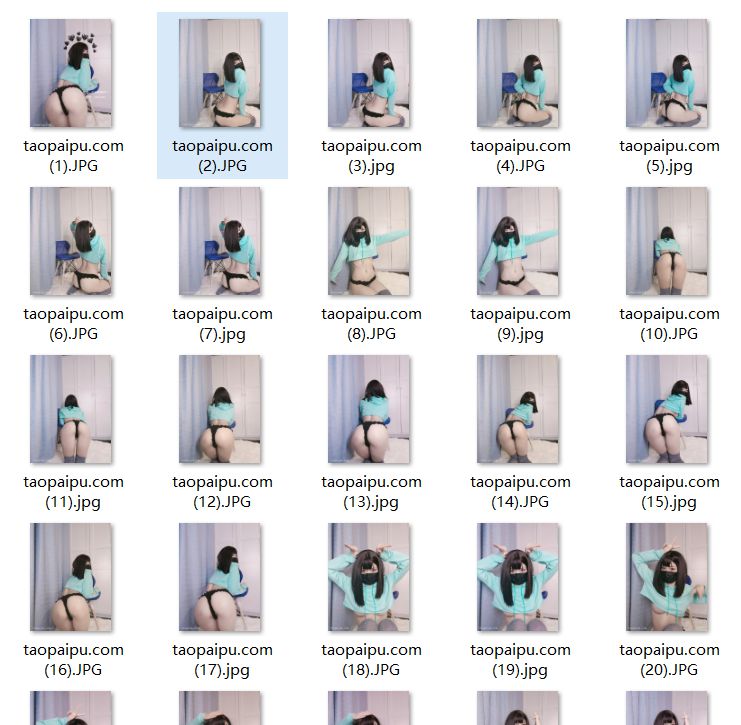 taopaipu.com
(1).JPG
taopaipu.com
(2).JPG
taopaipu.com
(3).jpg
taopaipu.com
(4).JPG
taopaipu.com
(5).jpg
taopaipu.com
(6).JPG
taopaipu.com
(7).jpg
taopaipu.com
(8).JPG
taopaipu.com
(9).jpg
taopaipu.com
(10).JPG
taopaipu.com
(11).jpg
taopaipu.com
(12).JPG
taopaipu.com
(13).jpg
taopaipu.com
(14).JPG
taopaipu.com
(15).jpg
taopaipu.com
(16).JPG
taopaipu.com
(17).jpg
taopaipu.com
(18).JPG
taopaipu.com
(19).jpg
taopaipu.com
(20).JPG